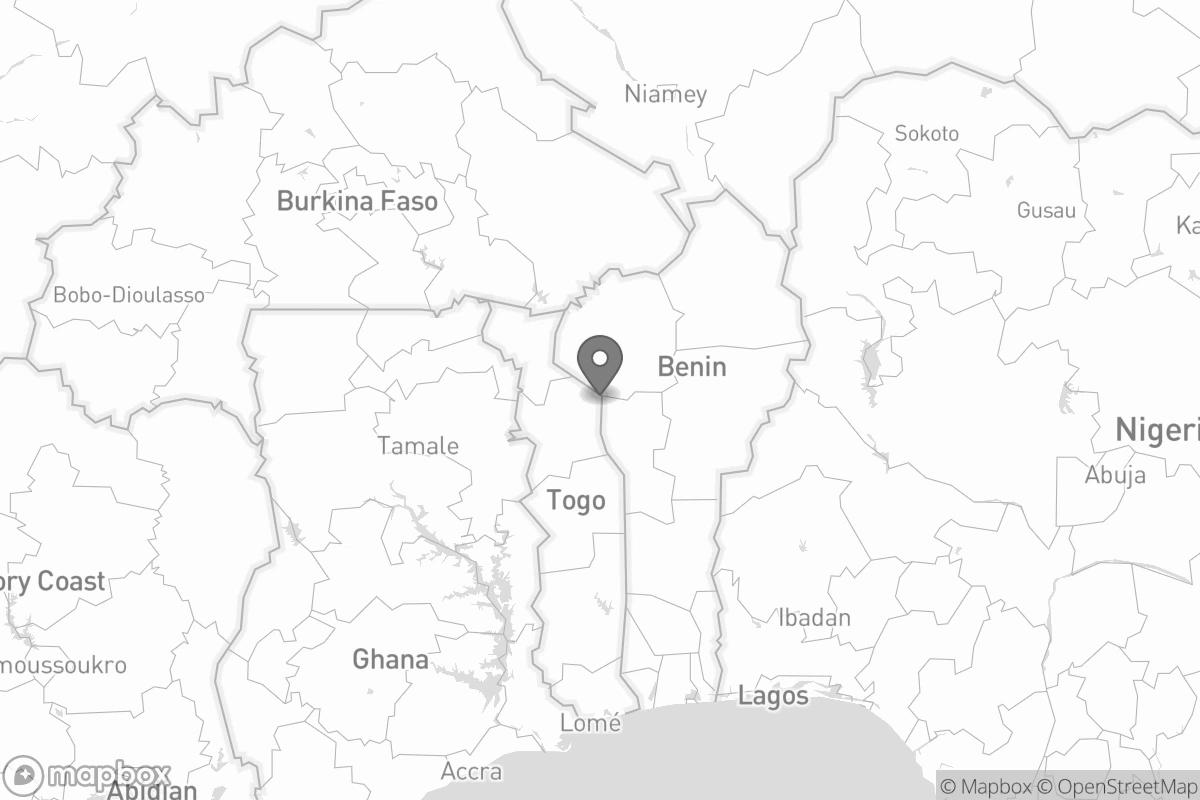 Niamey
Sokoto
Burkina Faso
Gusau
Ka
Bobo-Dioulasso
Benin
Nigeri
Tamale
Abuja
Togo
ory Coast
Ibadan
Ghana
moussoukro
Lagos
Lomé
Accra
mapbox
Abidjan
© Mapbox © OpenStreetMap